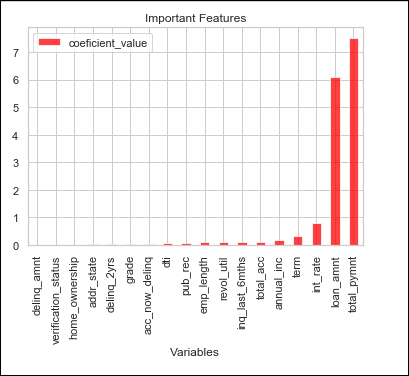 Important Features
coeficient_value
7
6
5
4
3
2
1
0
delinq_amnt
verification_status
home_ownership
addr_state
delinq_2yrs
grade
acc_now_delinq
dti
pub_rec
emp_length
revol_util
inq_last_6mths
total_acc
annual_inc
term
int_rate
loan_amnt
total_pymnt
Variables